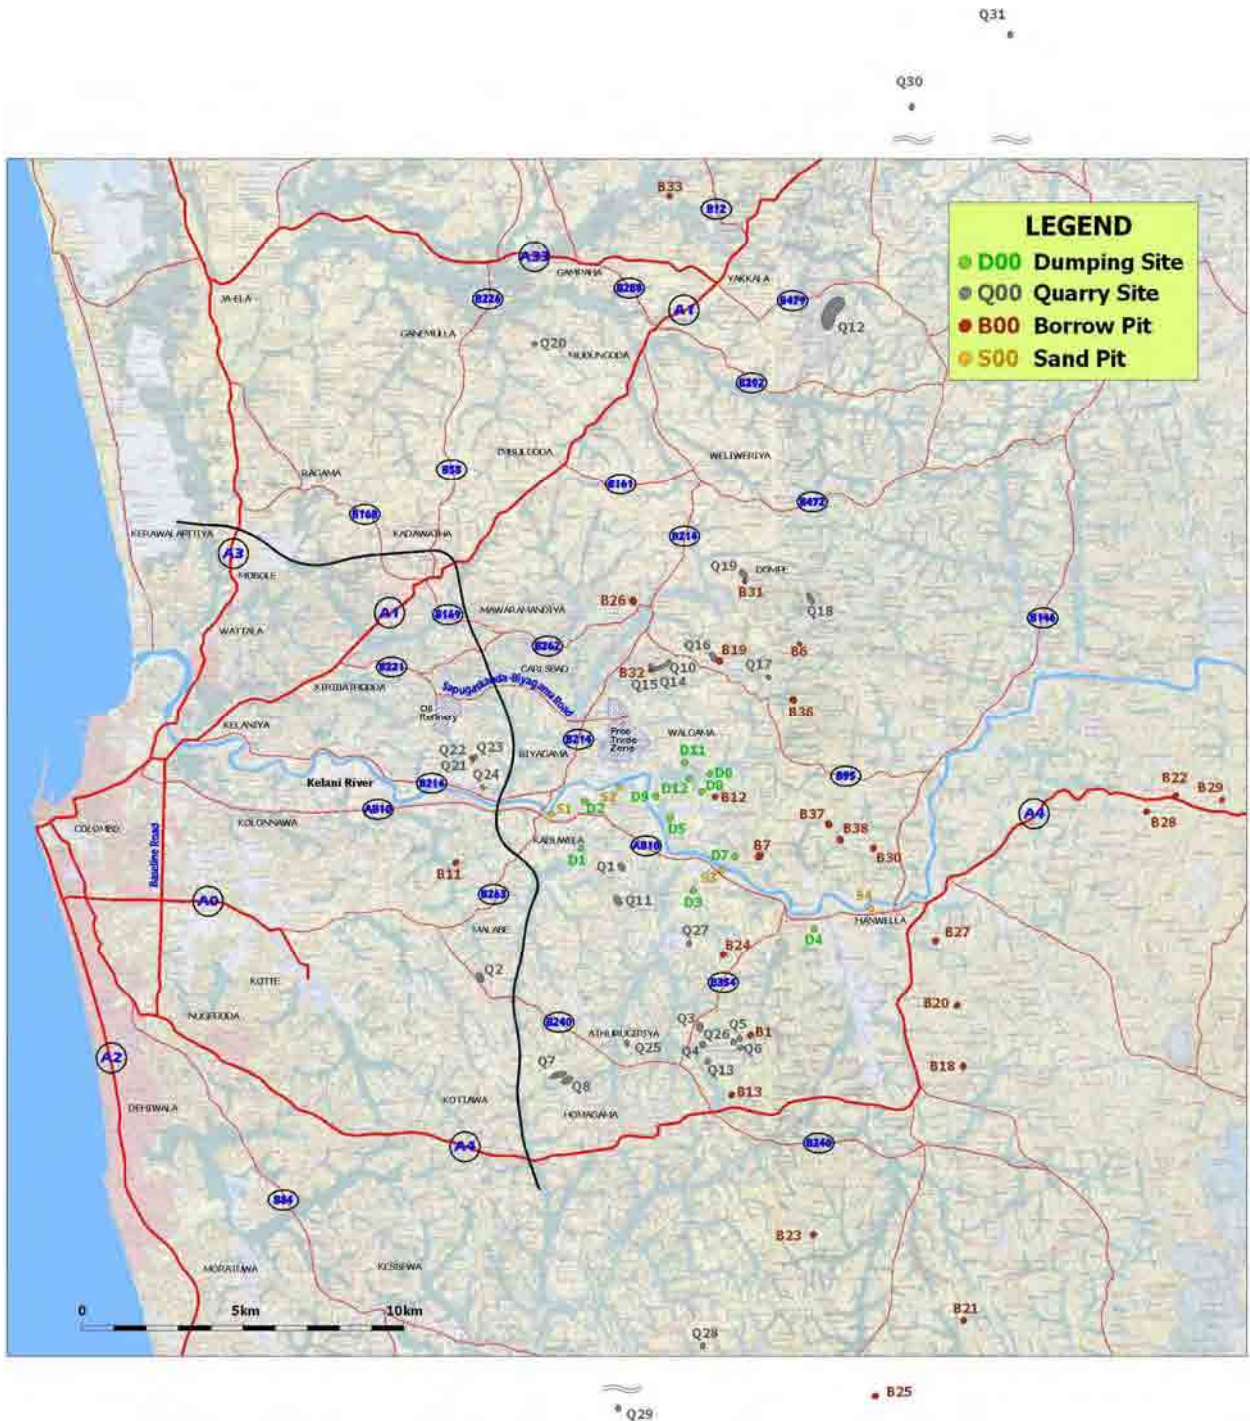 Q31
Q30
B33
B12
LEGEND
D00 Dumping Site
Q00 Quarry Site
B00 Borrow Pit
S00 Sand Pit
A33
GAMPAHA
YAKKALA
B288
JA-ELA
B226
A1
B479
GANEMULLA
Q12
Q20
MUDUNGODA
B292
IMBULGODA
WELIWERIYA
RAGAMA
B58
B161
B472
B168
KERAWALAPITIYA
KADAWATHA
B214
A3
MOBOLE
Q19
DOMPE
B31
B26
Q18
A1
B169
MAWARAMANDIYA
B146
WATTALA
B262
B6
Q16
B19
CARLSBAD
B32
Q10
Q17
B221
Q15
Q14
KIRIBATHGODA
Sapugaskanda-Biyagama Road
B36
Oil
Refinery
KELANIYA
Free
Trade
Zone
WALGAMA
B214
Q22
Q23
BIYAGAMA
Q21
D11
Q24
D6
B95
Kelani River
B214
D12
D8
B22
B29
S2
D9
B12
AB10
S1
D2
B28
KOLONNAWA
D5
B37
A4
COLOMBO
B38
KADUWELA
AB10
Baseline Road
D1
D7
B7
B30
B11
Q1
S3
B263
A0
Q11
D3
S4
HANWELLA
MALABE
D4
Q27
B24
B27
Q2
KOTTE
B354
B20
NUGEGODA
B240
Q3
ATHURUGIRIYA
Q26
Q5
B1
Q25
Q4
Q6
A2
Q7
Q13
B18
Q8
B13
DEHIWALA
KOTTAWA
HOMAGAMA
A4
B240
B84
B23
MORATUWA
KESBEWA
0 5km 10km
B21
Q28
B25
Q29